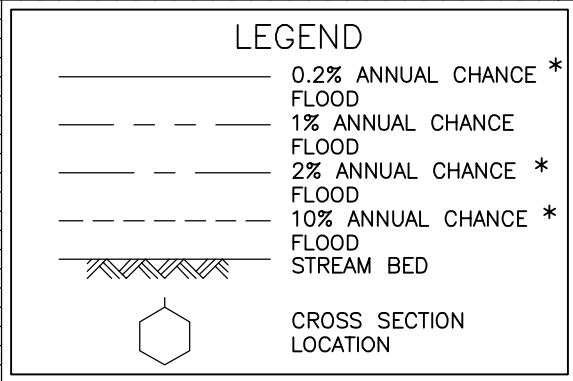 LEGEND
0.2% ANNUAL CHANCE *
FLOOD
1% ANNUAL CHANCE
FLOOD
2% ANNUAL CHANCE *
FLOOD
10% ANNUAL CHANCE *
FLOOD
STREAM BED
CROSS SECTION
LOCATION